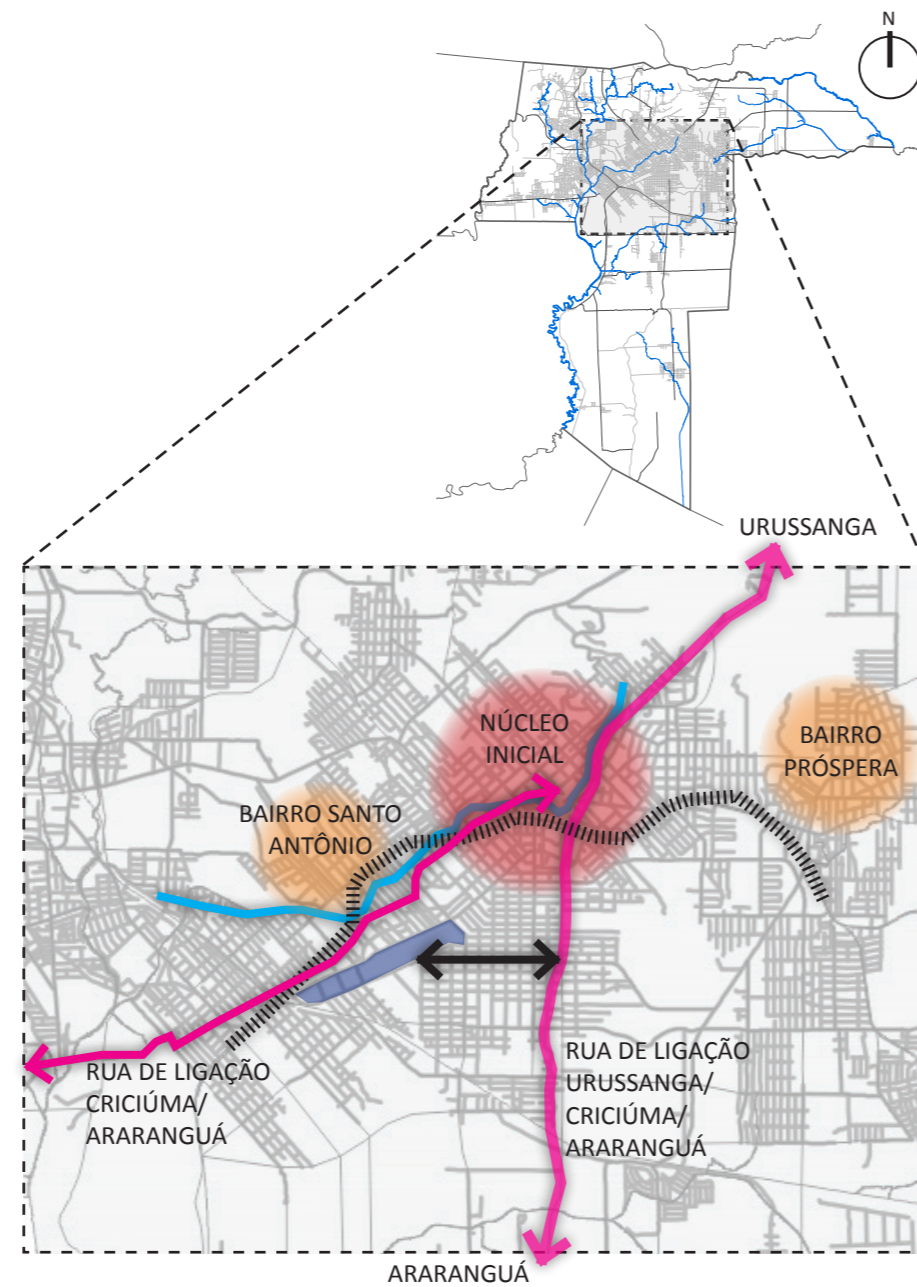 N
URUSSANGA
NÚCLEO
INICIAL
BAIRRO
PRÓSPERA
BAIRRO SANTO
ANTÔNIO
RUA DE LIGAÇÃO
CRICIÚMA/
ARARANGUÁ
RUA DE LIGAÇÃO
URUSSANGA/
CRICIÚMA/
ARARANGUÁ
ARARANGUÁ